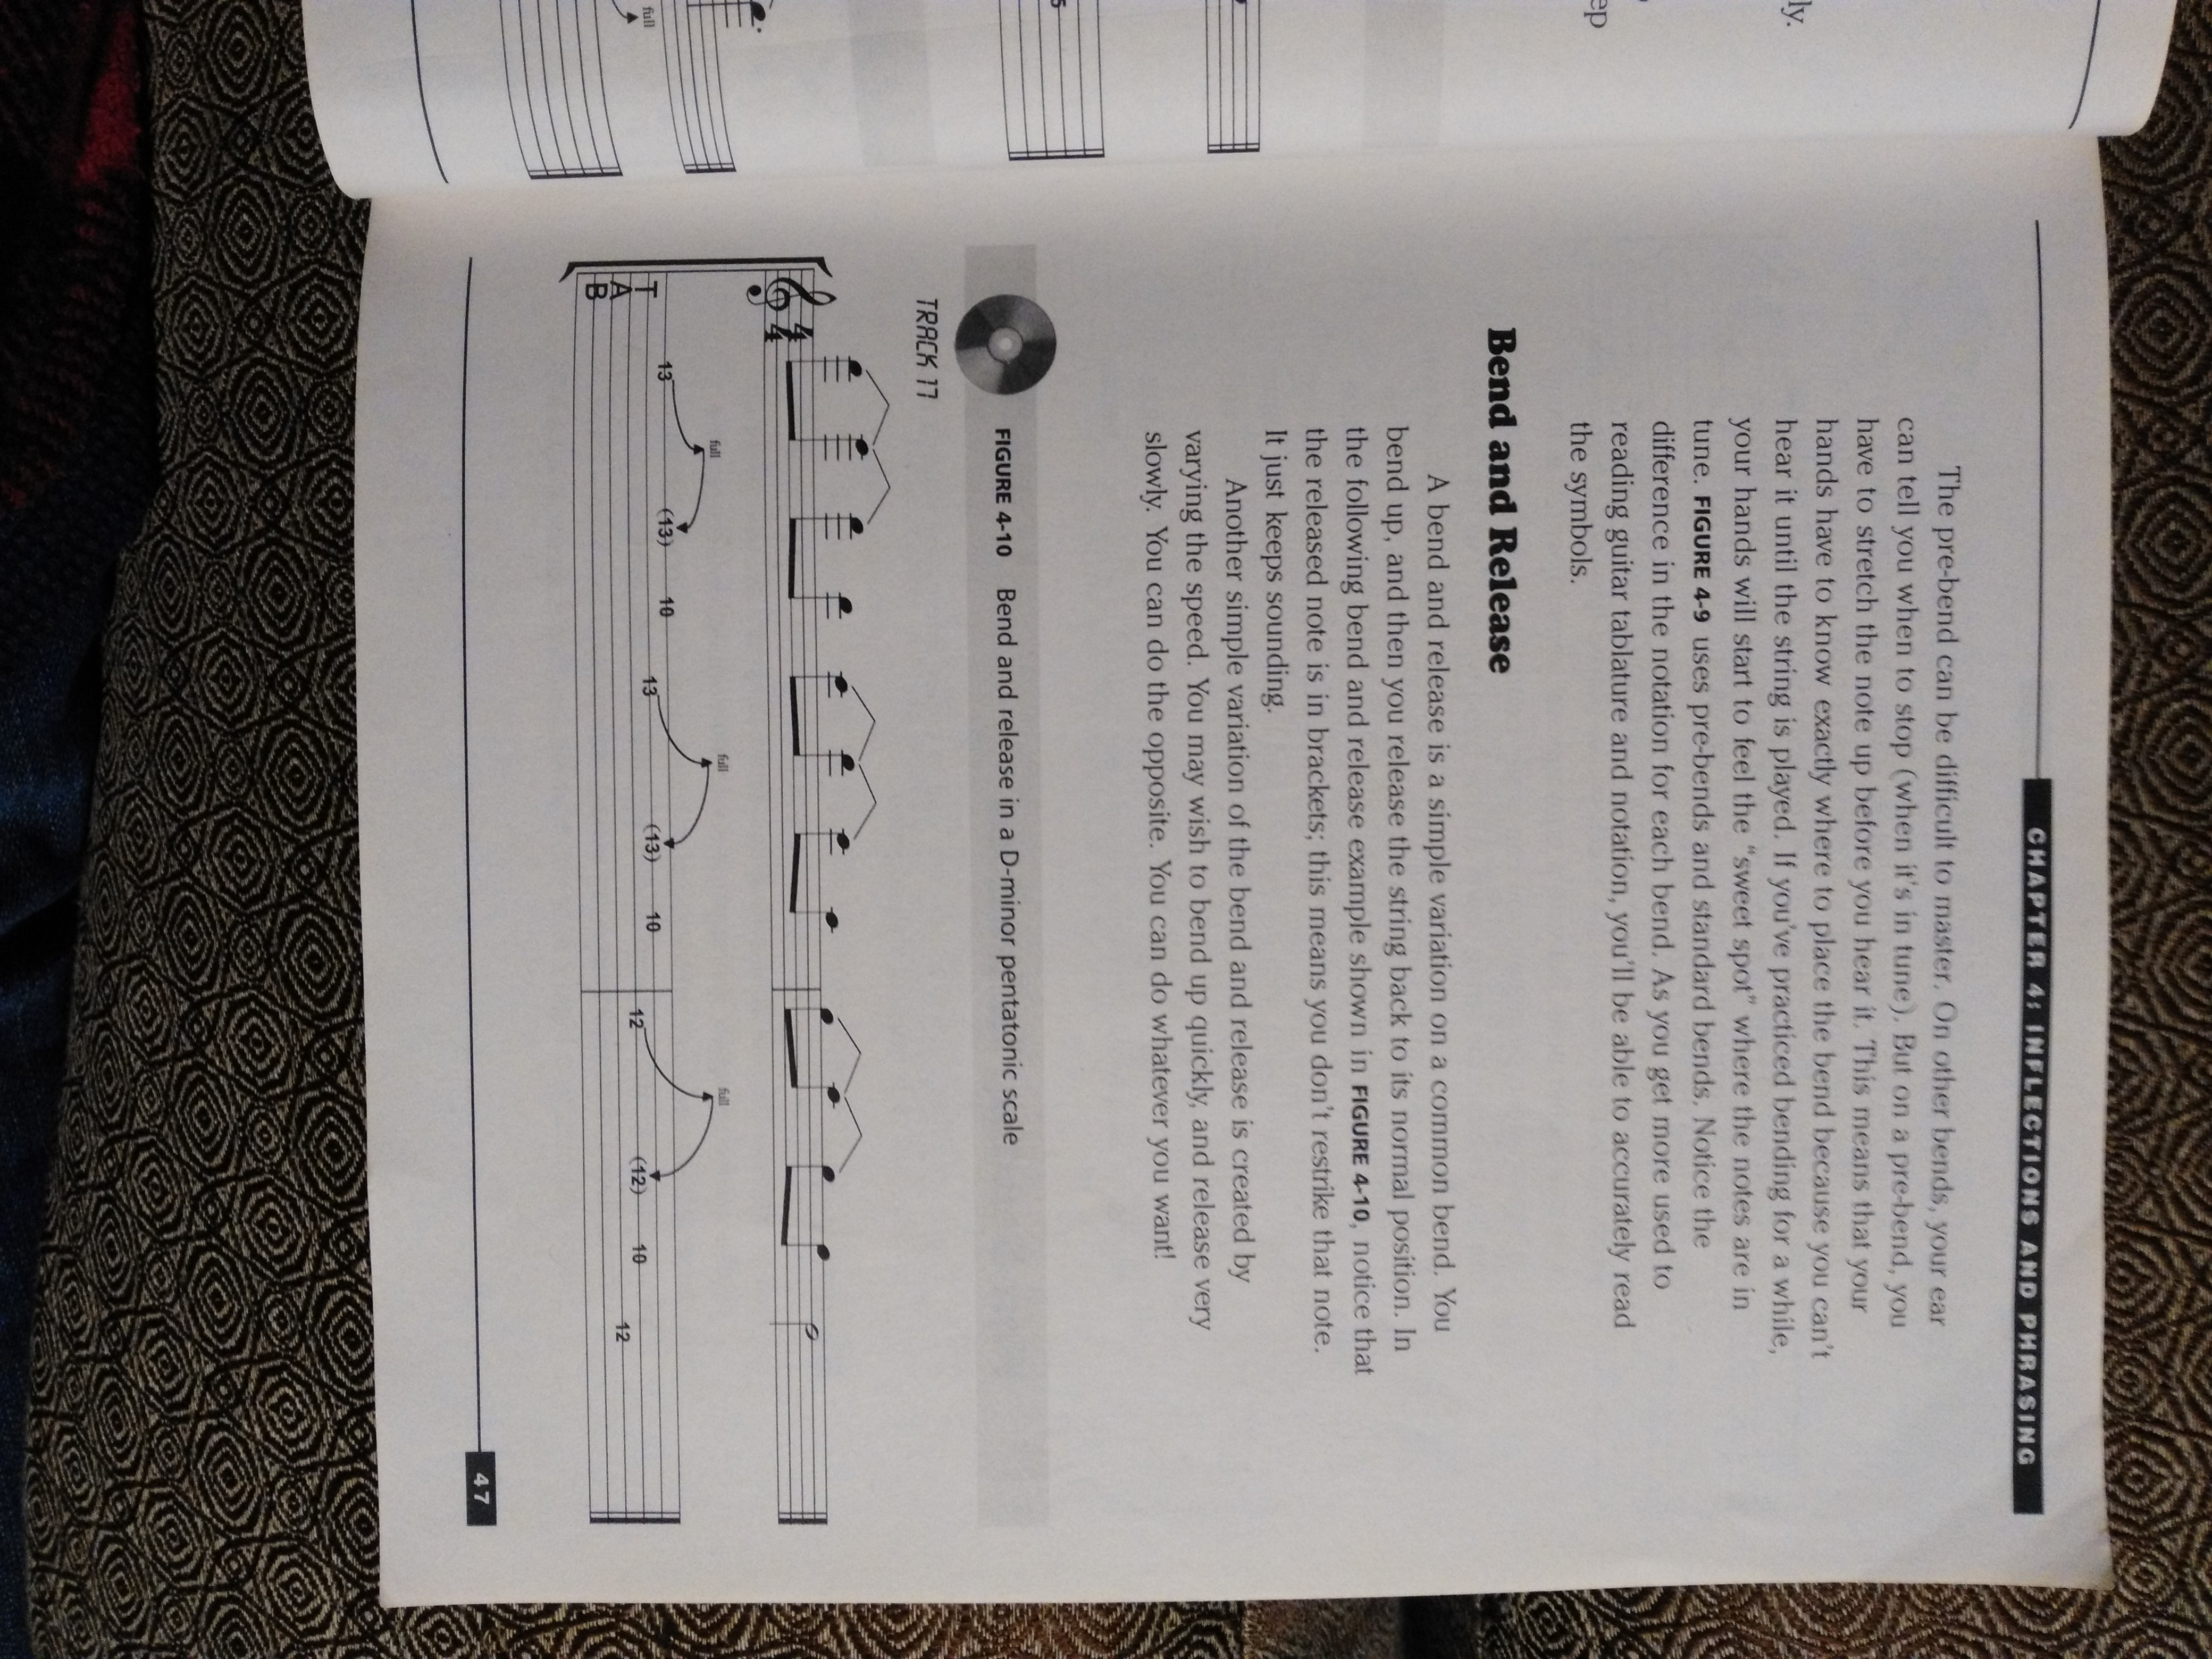 ly.
ep
5
full
CHAPTER 4: INFLECTIONS AND PHRASING
The pre-bend can be difficult to master. On other bends, your ear
can tell you when to stop (when it's in tune). But on a pre-bend, you
have to stretch the note up before you hear it. This means that your
hands have to know exactly where to place the bend because you can't
hear it until the string is played. If you've practiced bending for a while,
your hands will start to feel the "sweet spot" where the notes are in
tune. FIGURE 4-9 uses pre-bends and standard bends. Notice the
difference in the notation for each bend. As you get more used to
reading guitar tablature and notation, you'll be able to accurately read
the symbols.
Bend and Release
A bend and release is a simple variation on a common bend. You
bend up, and then you release the string back to its normal position. In
the following bend and release example shown in FIGURE 4-10, notice that
the released note is in brackets; this means you don't restrike that note.
It just keeps sounding.
Another simple variation of the bend and release is created by
varying the speed. You may wish to bend up quickly, and release very
slowly. You can do the opposite. You can do whatever you want!
FIGURE 4-10 Bend and release in a D-minor pentatonic scale
TRACK 17
4
4
full full full
T 13 (13) 10 13 (13) 10 12 (12) 10 12
A
B
47